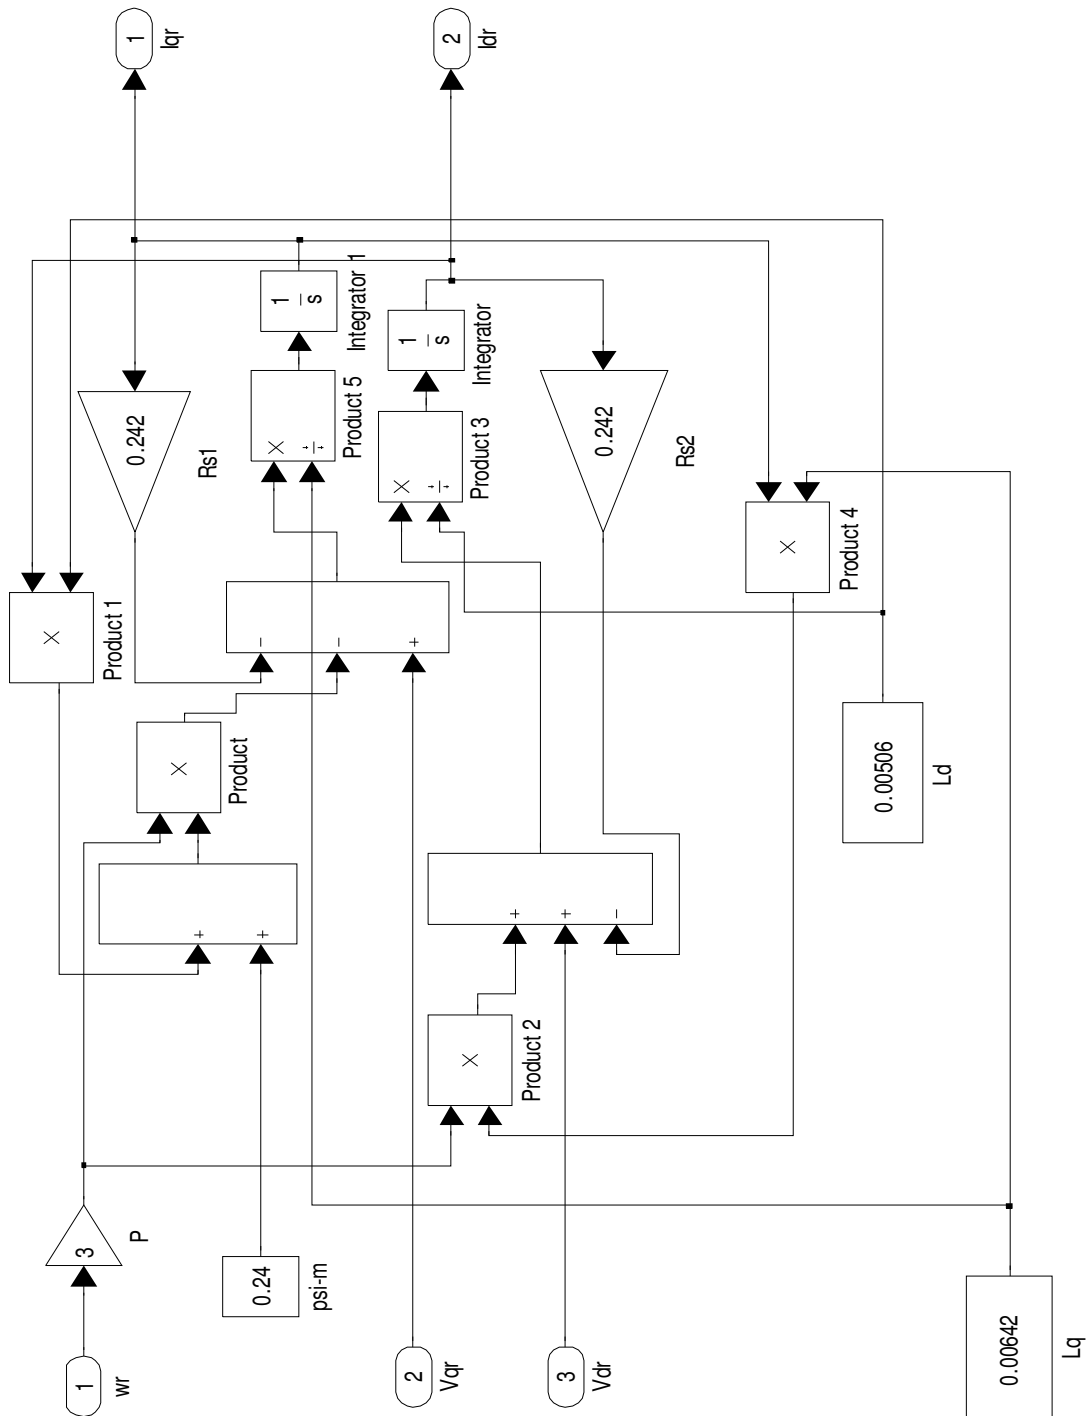 1
Iqr
2
Idr
1
s
Integrator 1
1
s
Integrator
0.242
Rs1
×
÷
Product 5
×
÷
Product 3
0.242
Rs2
×
Product 4
×
Product 1
-
-
+
×
Product
0.00506
Ld
+
+
+
+
-
×
Product 2
3
P
0.24
psi-m
1
wr
2
Vqr
3
Vdr
0.00642
Lq